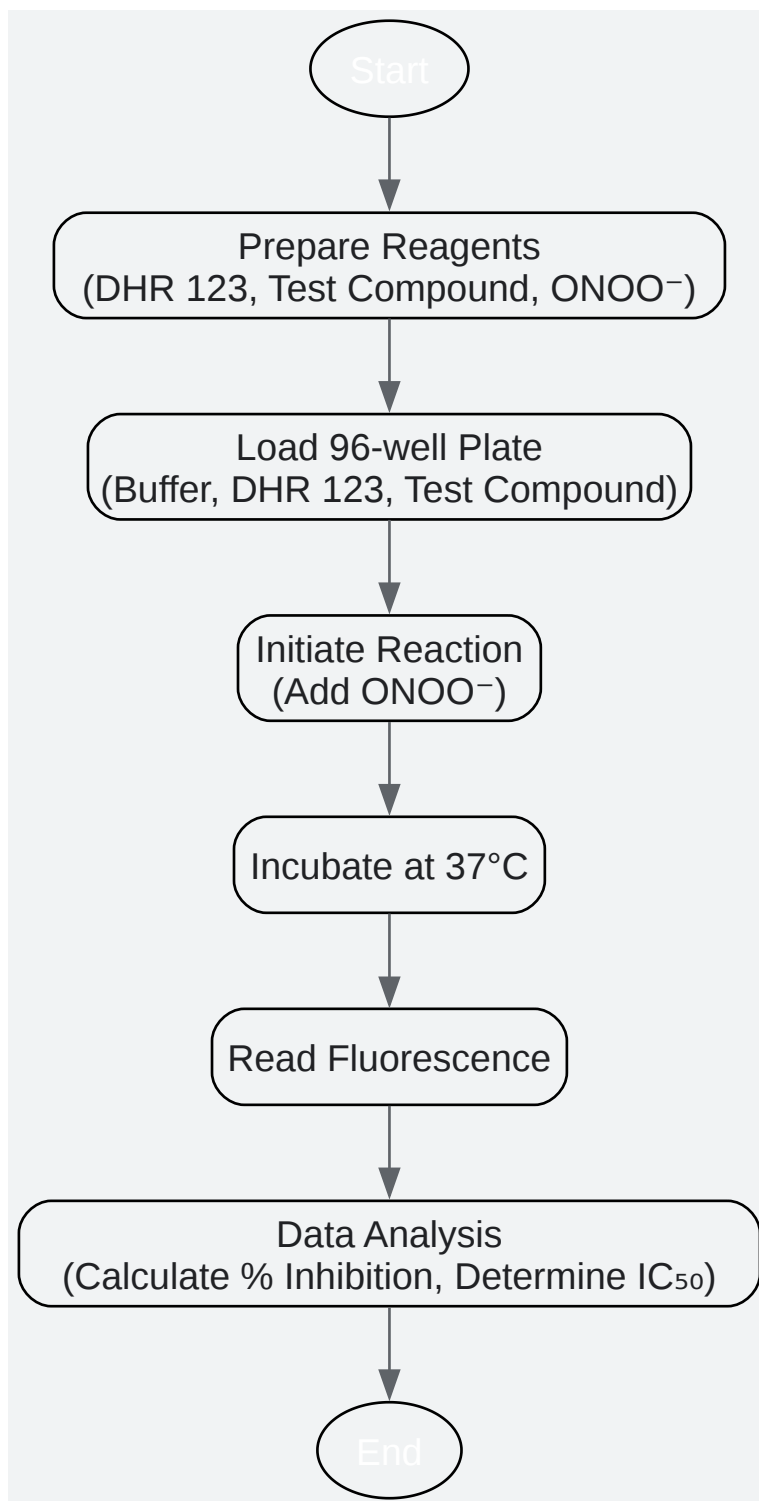 Start
Prepare Reagents
(DHR 123, Test Compound, ONOO⁻)
Load 96-well Plate
(Buffer, DHR 123, Test Compound)
Initiate Reaction
(Add ONOO⁻)
Incubate at 37°C
Read Fluorescence
Data Analysis
(Calculate % Inhibition, Determine IC₅₀)
End